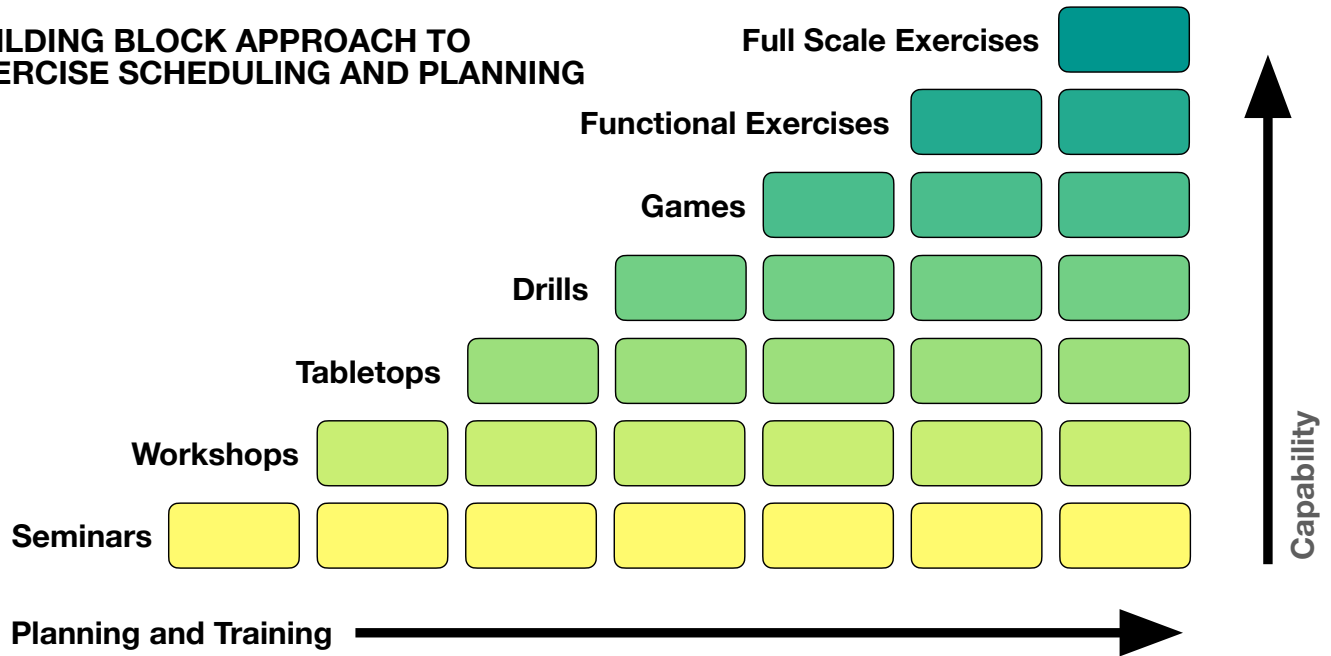 ILDING BLOCK APPROACH TO
ERCISE SCHEDULING AND PLANNING
Full Scale Exercises
Functional Exercises
Games
Drills
Tabletops
Workshops
Seminars
Capability
Planning and Training